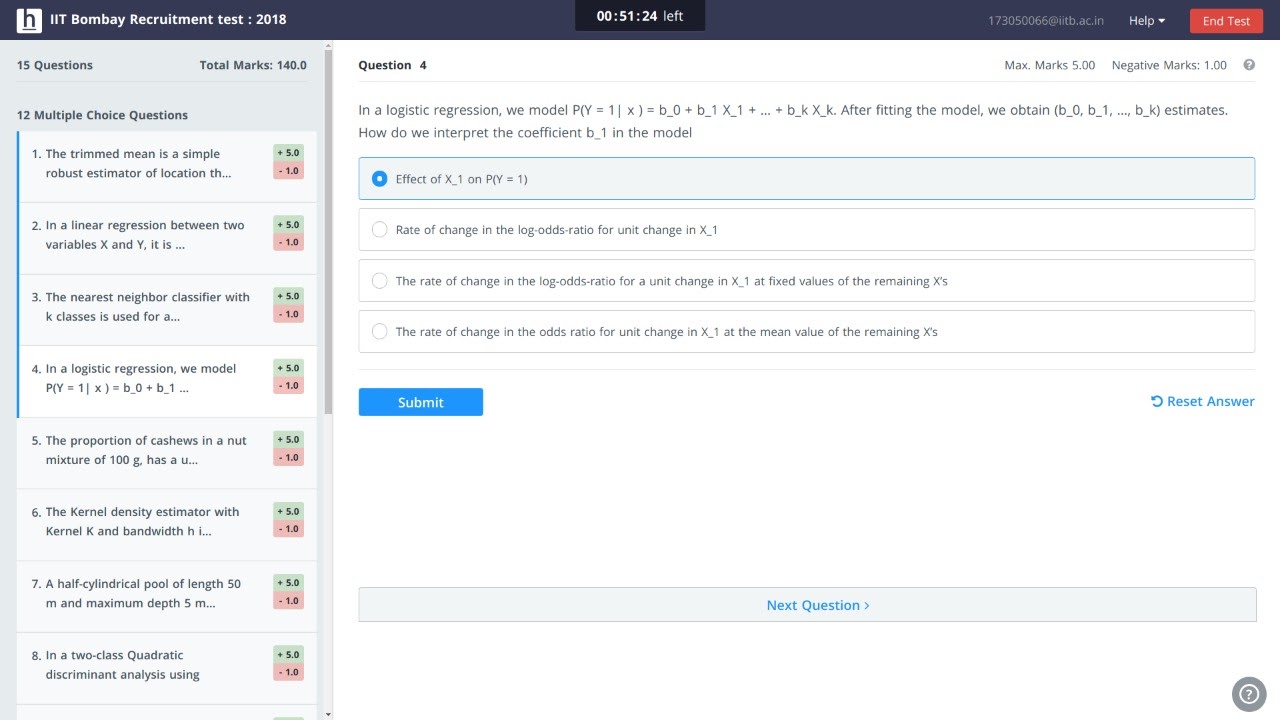 h IIT Bombay Recruitment test : 2018
00:51:24 left
173050066@iitb.ac.in Help End Test
15 Questions Total Marks: 140.0
12 Multiple Choice Questions
1. The trimmed mean is a simple + 5.0
robust estimator of location th... - 1.0
2. In a linear regression between two + 5.0
variables X and Y, it is ... - 1.0
3. The nearest neighbor classifier with + 5.0
k classes is used for a... - 1.0
4. In a logistic regression, we model + 5.0
P(Y = 1| x ) = b_0 + b_1 ... - 1.0
5. The proportion of cashews in a nut + 5.0
mixture of 100 g, has a u... - 1.0
6. The Kernel density estimator with + 5.0
Kernel K and bandwidth h i... - 1.0
7. A half-cylindrical pool of length 50 + 5.0
m and maximum depth 5 m... - 1.0
8. In a two-class Quadratic + 5.0
discriminant analysis using - 1.0
Question 4 Max. Marks 5.00 Negative Marks: 1.00 ?
In a logistic regression, we model P(Y = 1| x ) = b_0 + b_1 X_1 + ... + b_k X_k. After fitting the model, we obtain (b_0, b_1, ..., b_k) estimates.
How do we interpret the coefficient b_1 in the model
Effect of X_1 on P(Y = 1)
Rate of change in the log-odds-ratio for unit change in X_1
The rate of change in the log-odds-ratio for a unit change in X_1 at fixed values of the remaining X's
The rate of change in the odds ratio for unit change in X_1 at the mean value of the remaining X's
Submit Reset Answer
Next Question >
?